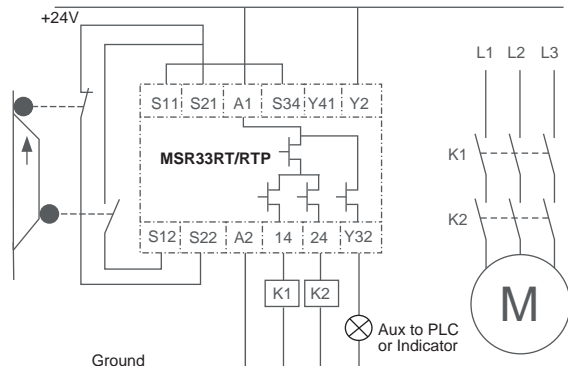 +24V
L1 L2 L3
S11 S21 A1 S34 Y41 Y2
MSR33RT/RTP
K1
K2
S12 S22 A2 14 24 Y32
K1 K2
M
Aux to PLC
or Indicator
Ground